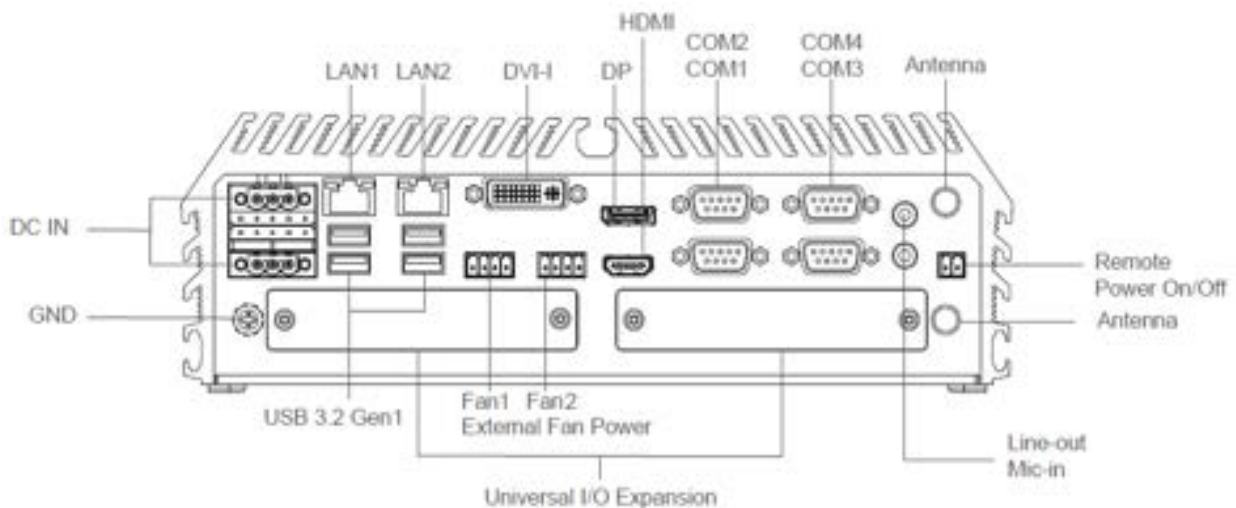 HDMI
COM2
COM4
LAN1
LAN2
DVI-I
DP
COM1
COM3
Antenna
DC IN
Remote
Power On/Off
GND
Antenna
USB 3.2 Gen1
Fan1
Fan2
External Fan Power
Line-out
Mic-in
Universal I/O Expansion